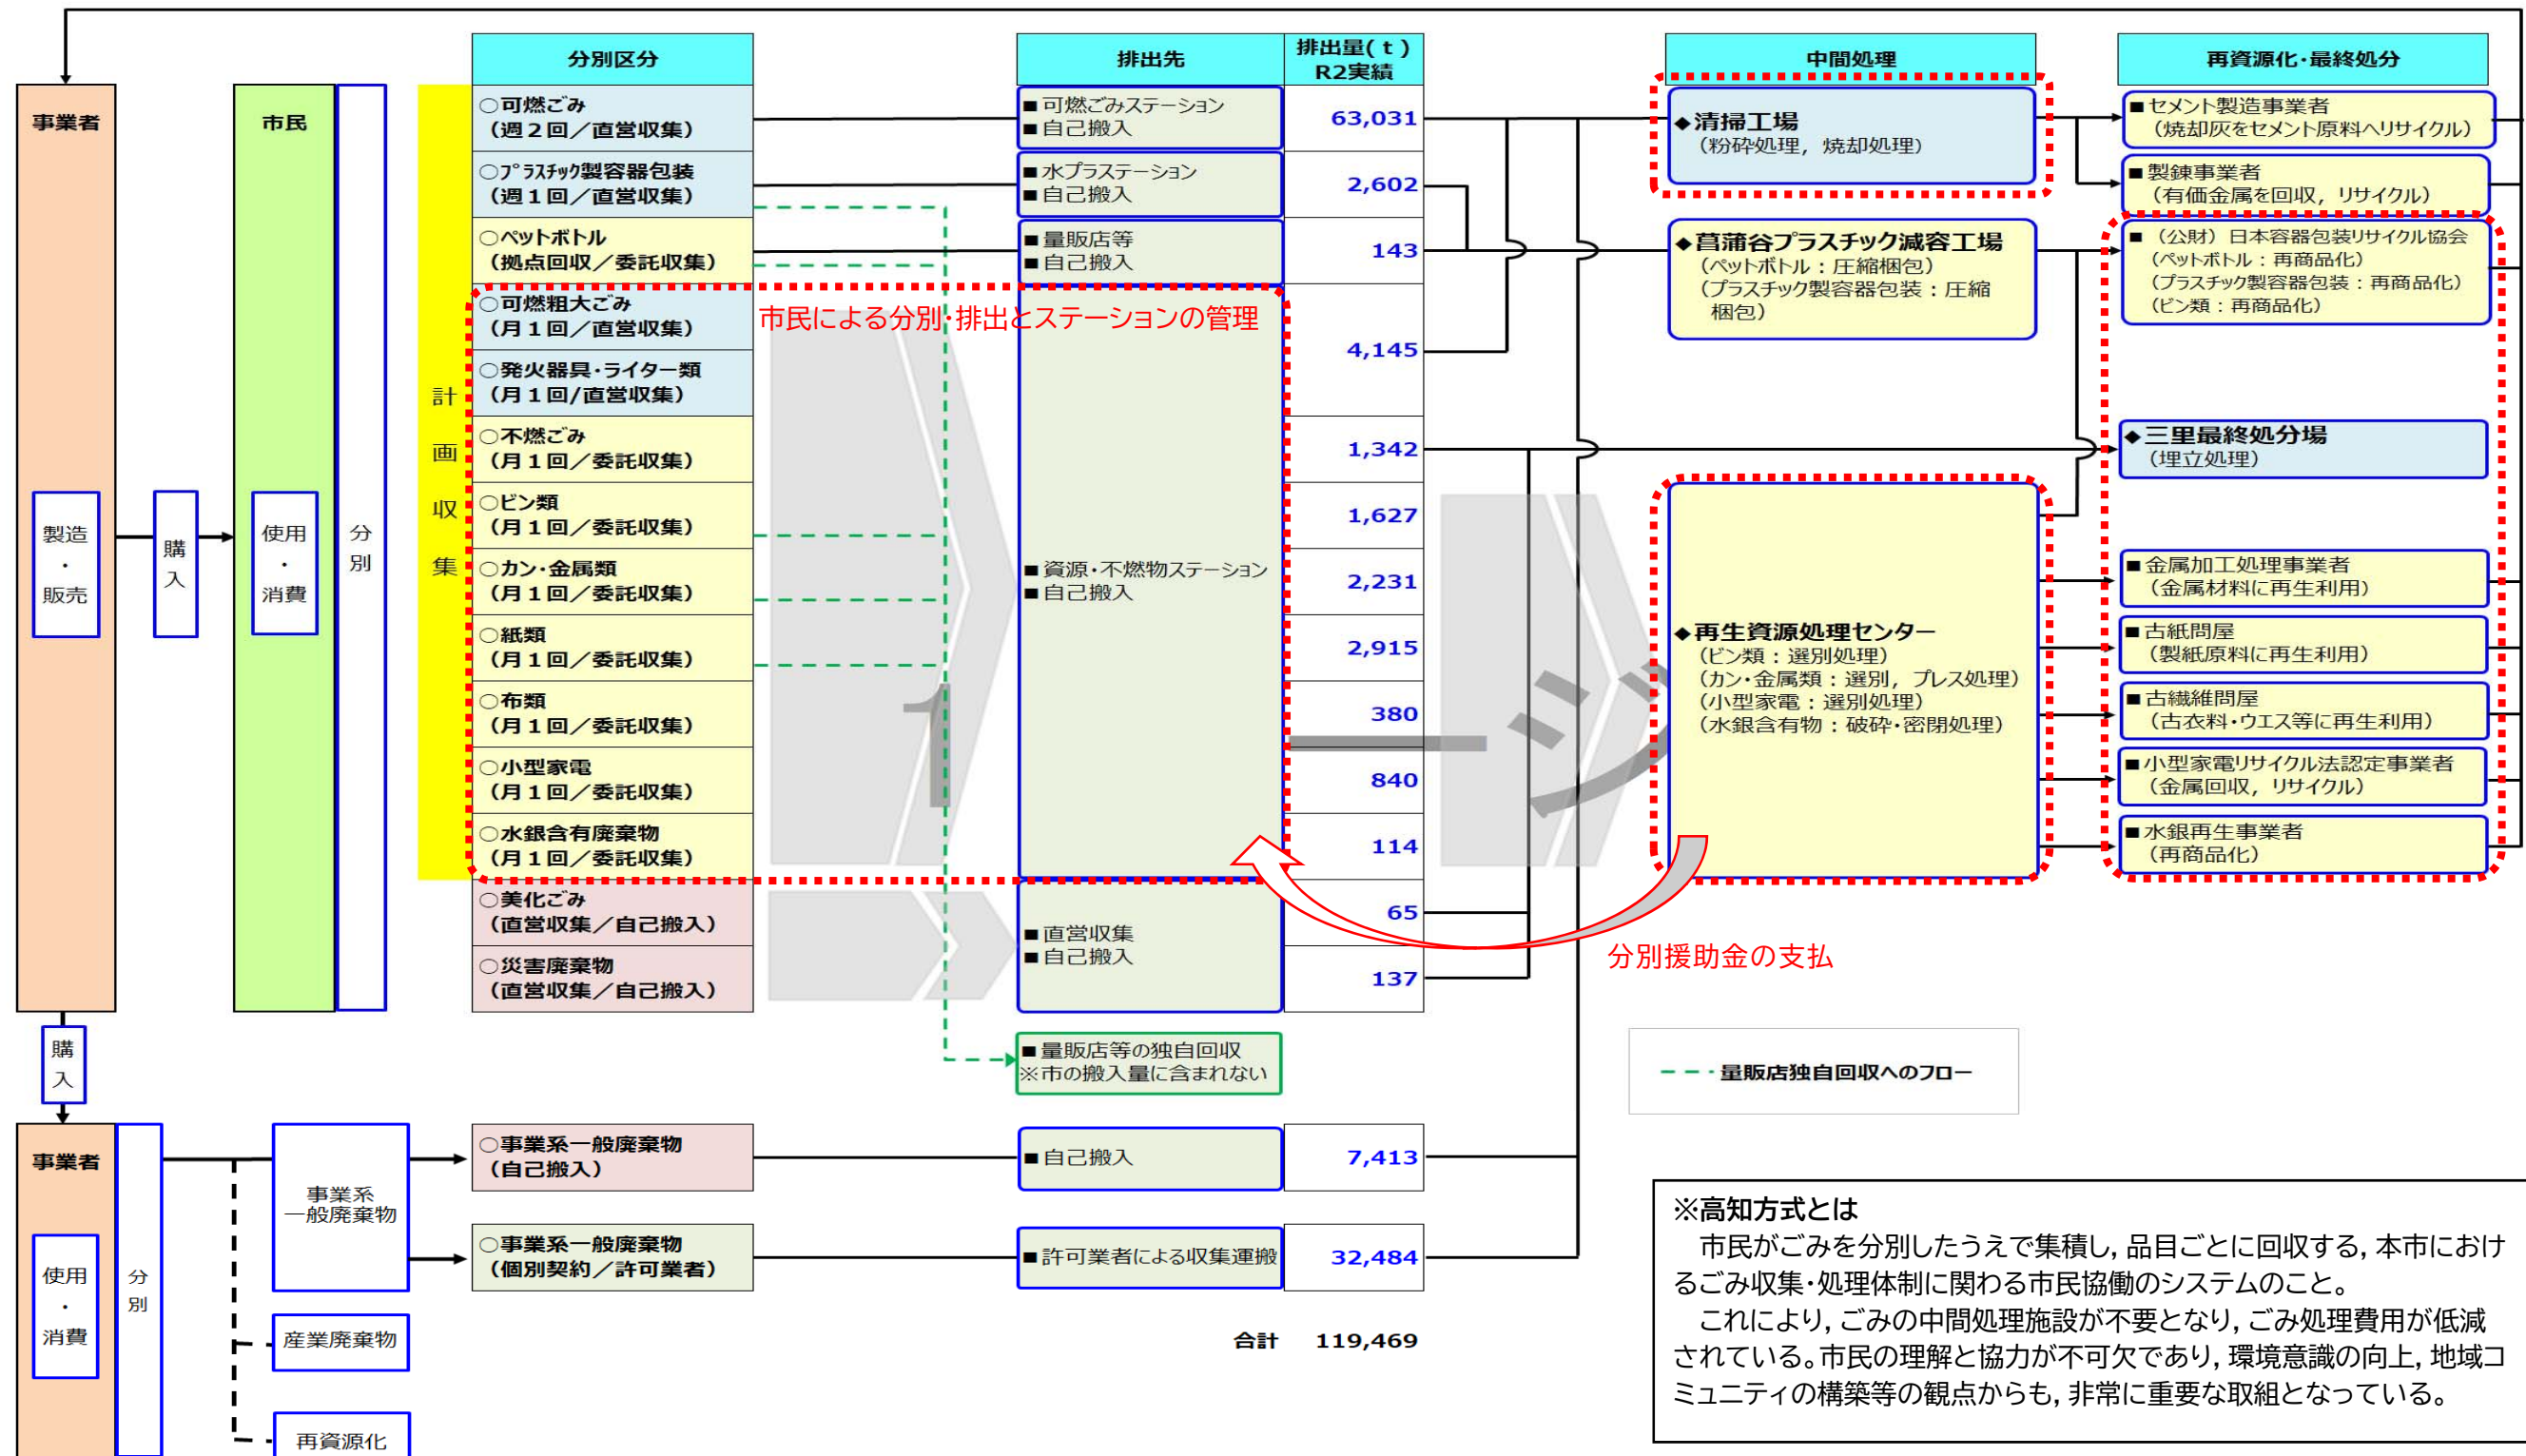 分別区分
排出先
排出量(t)
R2実績
中間処理
再資源化・最終処分
事業者
製造
・
販売
購
入
市民
使用
・
消費
分
別
計
画
収
集
○可燃ごみ
(週2回／直営収集)
○プラスチック製容器包装
(週1回／直営収集)
○ペットボトル
(拠点回収／委託収集)
○可燃粗大ごみ
(月1回／直営収集)
○発火器具・ライター類
(月1回/直営収集)
○不燃ごみ
(月1回／委託収集)
○ビン類
(月1回／委託収集)
○カン・金属類
(月1回／委託収集)
○紙類
(月1回／委託収集)
○布類
(月1回／委託収集)
○小型家電
(月1回／委託収集)
○水銀含有廃棄物
(月1回／委託収集)
○美化ごみ
(直営収集／自己搬入)
○災害廃棄物
(直営収集／自己搬入)
市民による分別・排出とステーションの管理
■可燃ごみステーション
■自己搬入
■水プラステーション
■自己搬入
■量販店等
■自己搬入
■資源・不燃物ステーション
■自己搬入
■直営収集
■自己搬入
■量販店等の独自回収
※市の搬入量に含まれない
63,031
2,602
143
4,145
1,342
1,627
2,231
2,915
380
840
114
65
137
1
ージ
◆清掃工場
(粉砕処理，焼却処理)
◆菖蒲谷プラスチック減容工場
(ペットボトル：圧縮梱包)
(プラスチック製容器包装：圧縮
梱包)
◆再生資源処理センター
(ビン類：選別処理)
(カン・金属類：選別，プレス処理)
(小型家電：選別処理)
(水銀含有物：破砕・密閉処理)
■セメント製造事業者
(焼却灰をセメント原料へリサイクル)
■製錬事業者
(有価金属を回収，リサイクル)
■(公財)日本容器包装リサイクル協会
(ペットボトル：再商品化)
(プラスチック製容器包装：再商品化)
(ビン類：再商品化)
◆三里最終処分場
(埋立処理)
■金属加工処理事業者
(金属材料に再生利用)
■古紙問屋
(製紙原料に再生利用)
■古繊維問屋
(古衣料・ウエス等に再生利用)
■小型家電リサイクル法認定事業者
(金属回収，リサイクル)
■水銀再生事業者
(再商品化)
分別援助金の支払
量販店独自回収へのフロー
購
入
事業者
使用
・
消費
分
別
事業系
一般廃棄物
産業廃棄物
再資源化
○事業系一般廃棄物
(自己搬入)
■自己搬入
7,413
○事業系一般廃棄物
(個別契約／許可業者)
■許可業者による収集運搬
32,484
合計 119,469
※高知方式とは
市民がごみを分別したうえで集積し，品目ごとに回収する，本市におけ
るごみ収集・処理体制に関わる市民協働のシステムのこと。
これにより，ごみの中間処理施設が不要となり，ごみ処理費用が低減
されている。市民の理解と協力が不可欠であり，環境意識の向上，地域コ
ミュニティの構築等の観点からも，非常に重要な取組となっている。